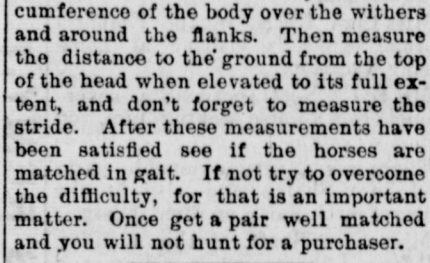 cumference of the body over the withers
and around the flanks. Then measure
the distance to the ground from the top
of the head when elevated to its full ex-
tent, and don't forget to measure the
stride. After these measurements have
been satisfied see if the horses are
matched in gait. If not try to overcome
the difficulty, for that is an important
matter. Once get a pair well matched
and you will not hunt for a purchaser.